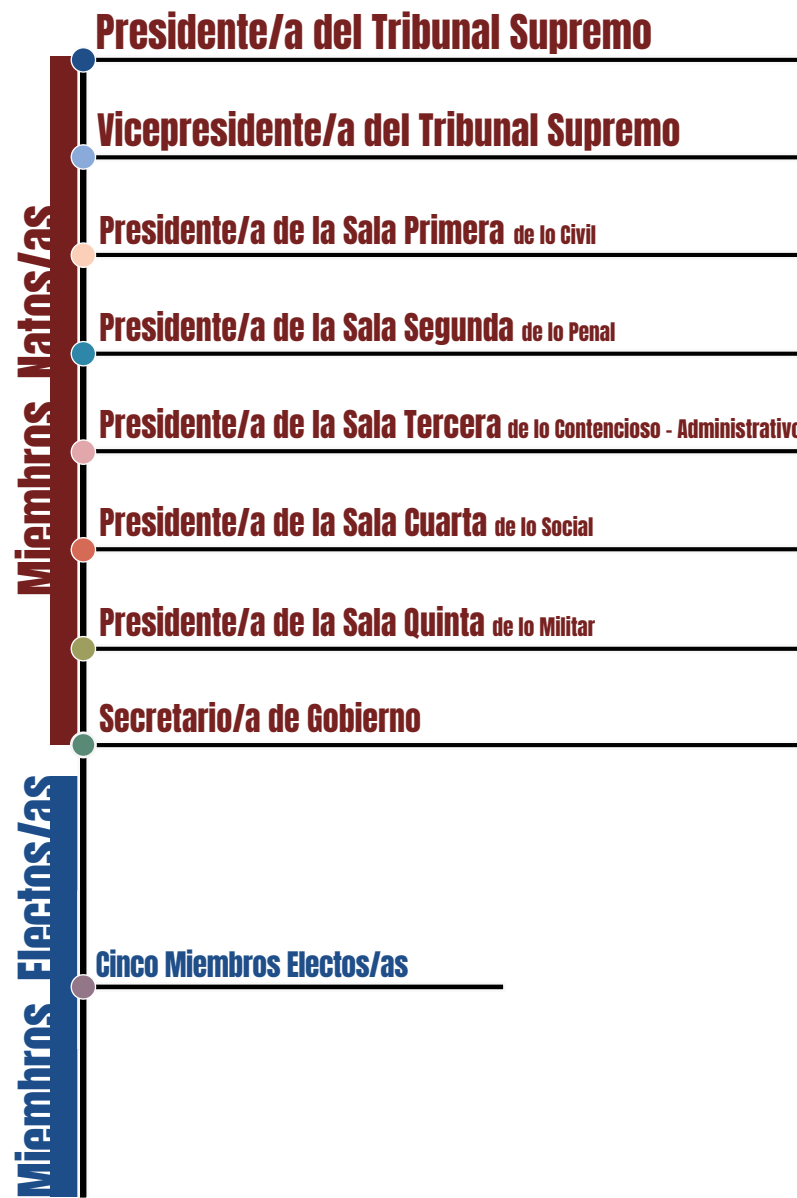 Presidente/a del Tribunal Supremo
Vicepresidente/a del Tribunal Supremo
Miembros Natos/as
Presidente/a de la Sala Primera de lo Civil
Presidente/a de la Sala Segunda de lo Penal
Presidente/a de la Sala Tercera de lo Contencioso - Administrativo
Presidente/a de la Sala Cuarta de lo Social
Presidente/a de la Sala Quinta de lo Militar
Secretario/a de Gobierno
Miembros Electos/as
Cinco Miembros Electos/as